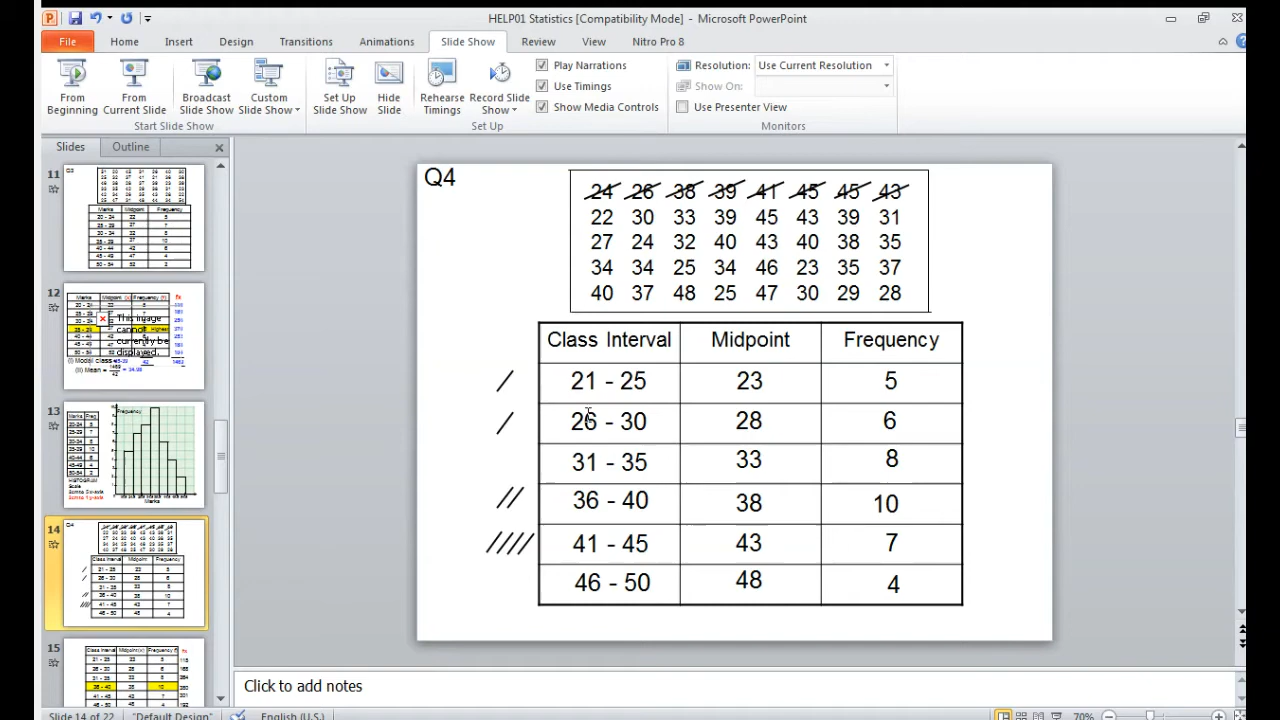 HELP01 Statistics [Compatibility Mode] - Microsoft PowerPoint
File Home Insert Design Transitions Animations Slide Show Review View Nitro Pro 8
From Beginning
From Current Slide
Broadcast Slide Show
Custom Slide Show
Set Up Slide Show
Hide Slide
Rehearse Timings
Record Slide Show
Play Narrations
Use Timings
Show Media Controls
Resolution: Use Current Resolution
Show On:
Use Presenter View
Start Slide Show Set Up Monitors
Slides Outline
11
12
13
14
15
Q4
24 26 38 39 41 45 45 43
22 30 33 39 45 43 39 31
27 24 32 40 43 40 38 35
34 34 25 34 46 23 35 37
40 37 48 25 47 30 29 28
Class Interval Midpoint Frequency
21 - 25 23 5
26 - 30 28 6
31 - 35 33 8
36 - 40 38 10
41 - 45 43 7
46 - 50 48 4
Click to add notes
Slide 14 of 22 "Default Design" English (U.S.) 70%